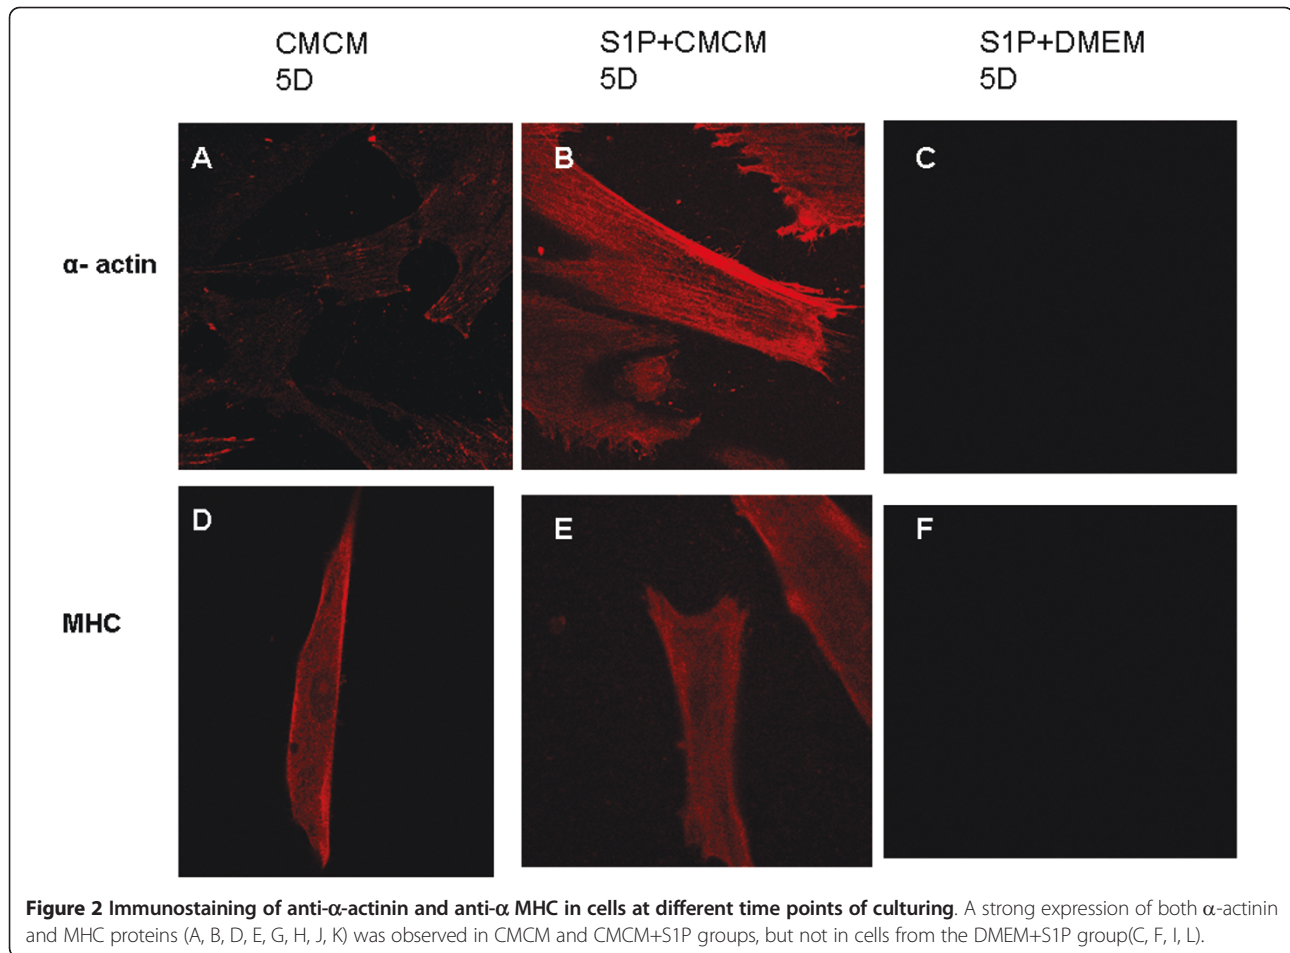 CMCM
5D
S1P+CMCM
5D
S1P+DMEM
5D
A
B
C
α- actin
D
E
F
MHC
Figure 2 Immunostaining of anti-α-actinin and anti-α MHC in cells at different time points of culturing. A strong expression of both α-actinin
and MHC proteins (A, B, D, E, G, H, J, K) was observed in CMCM and CMCM+S1P groups, but not in cells from the DMEM+S1P group(C, F, I, L).